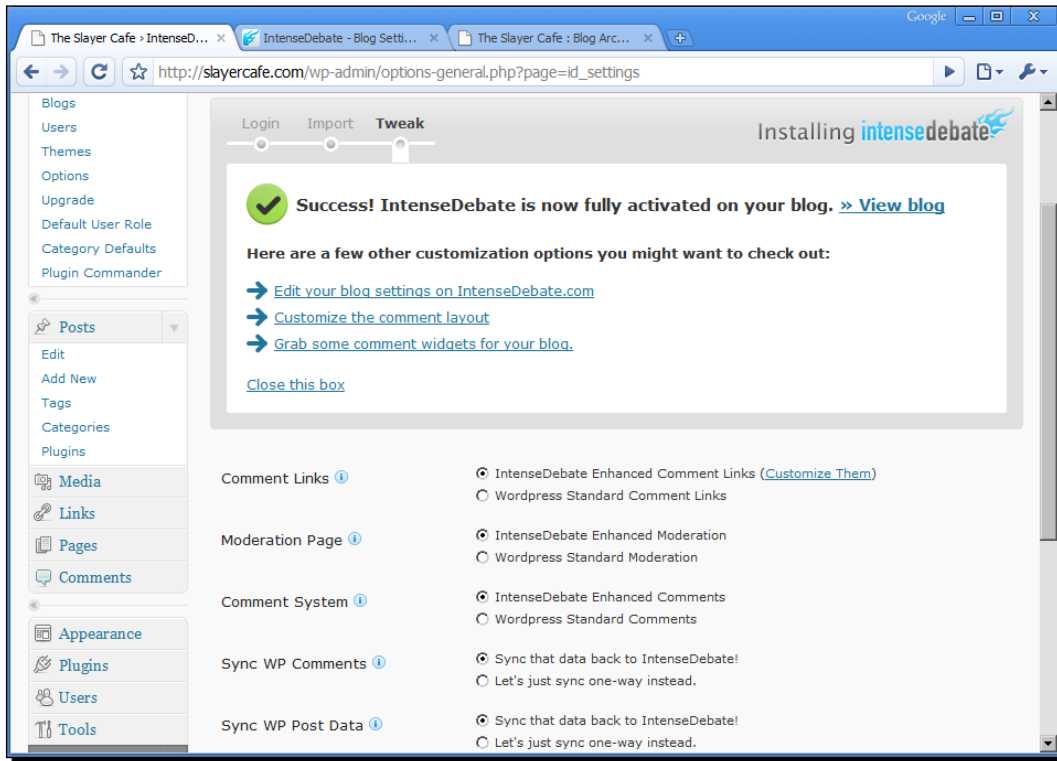 Google
The Slayer Cafe › IntenseD...
IntenseDebate - Blog Setti...
The Slayer Cafe : Blog Arc...
http://slayercafe.com/wp-admin/options-general.php?page=id_settings
Blogs
Users
Themes
Options
Upgrade
Default User Role
Category Defaults
Plugin Commander
Posts
Edit
Add New
Tags
Categories
Plugins
Media
Links
Pages
Comments
Appearance
Plugins
Users
Tools
Login Import Tweak
Installing intensedebate
Success! IntenseDebate is now fully activated on your blog. » View blog
Here are a few other customization options you might want to check out:
Edit your blog settings on IntenseDebate.com
Customize the comment layout
Grab some comment widgets for your blog.
Close this box
Comment Links
IntenseDebate Enhanced Comment Links (Customize Them)
Wordpress Standard Comment Links
Moderation Page
IntenseDebate Enhanced Moderation
Wordpress Standard Moderation
Comment System
IntenseDebate Enhanced Comments
Wordpress Standard Comments
Sync WP Comments
Sync that data back to IntenseDebate!
Let's just sync one-way instead.
Sync WP Post Data
Sync that data back to IntenseDebate!
Let's just sync one-way instead.